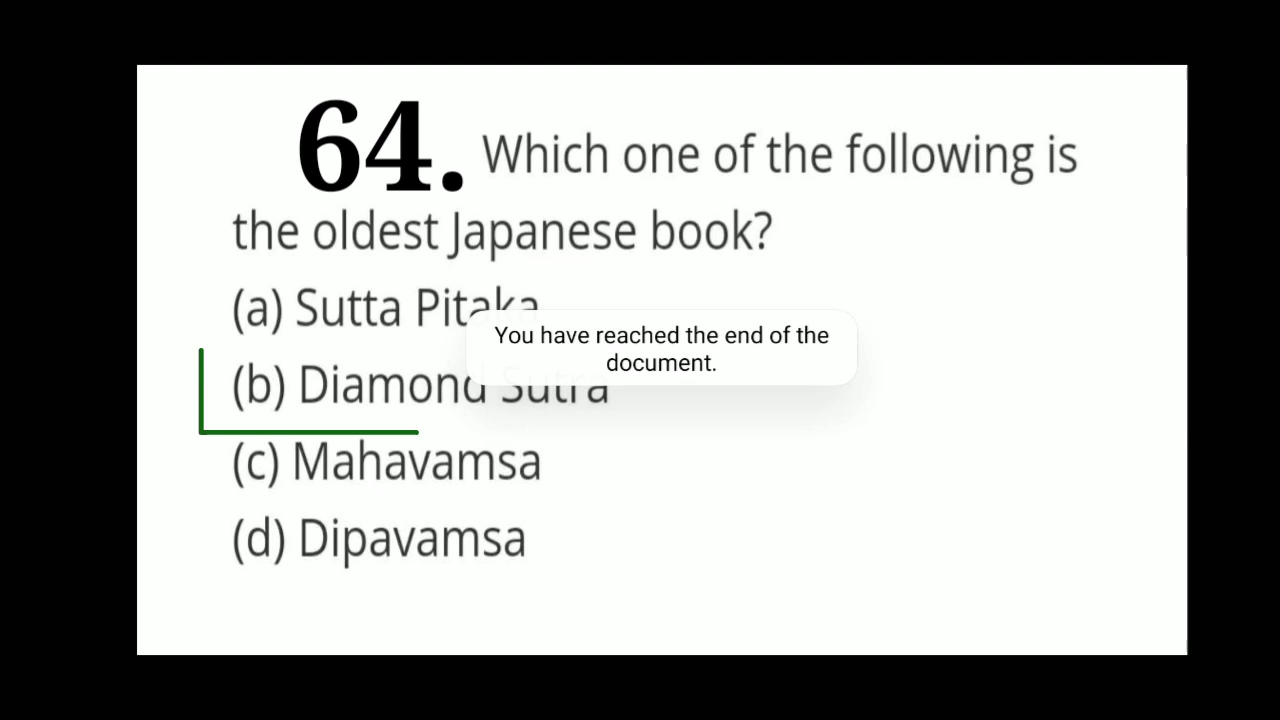 64. Which one of the following is
the oldest Japanese book?
(a) Sutta Pitaka
You have reached the end of the
document.
(b) Diamond Sutra
(c) Mahavamsa
(d) Dipavamsa